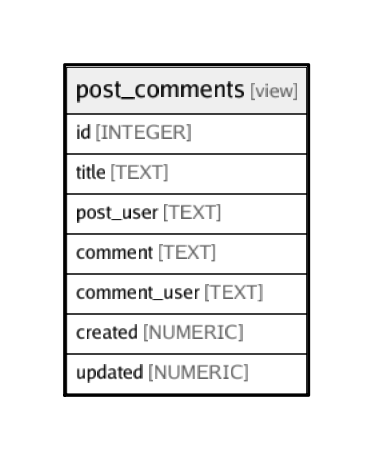 post_comments [view]
id [INTEGER]
title [TEXT]
post_user [TEXT]
comment [TEXT]
comment_user [TEXT]
created [NUMERIC]
updated [NUMERIC]